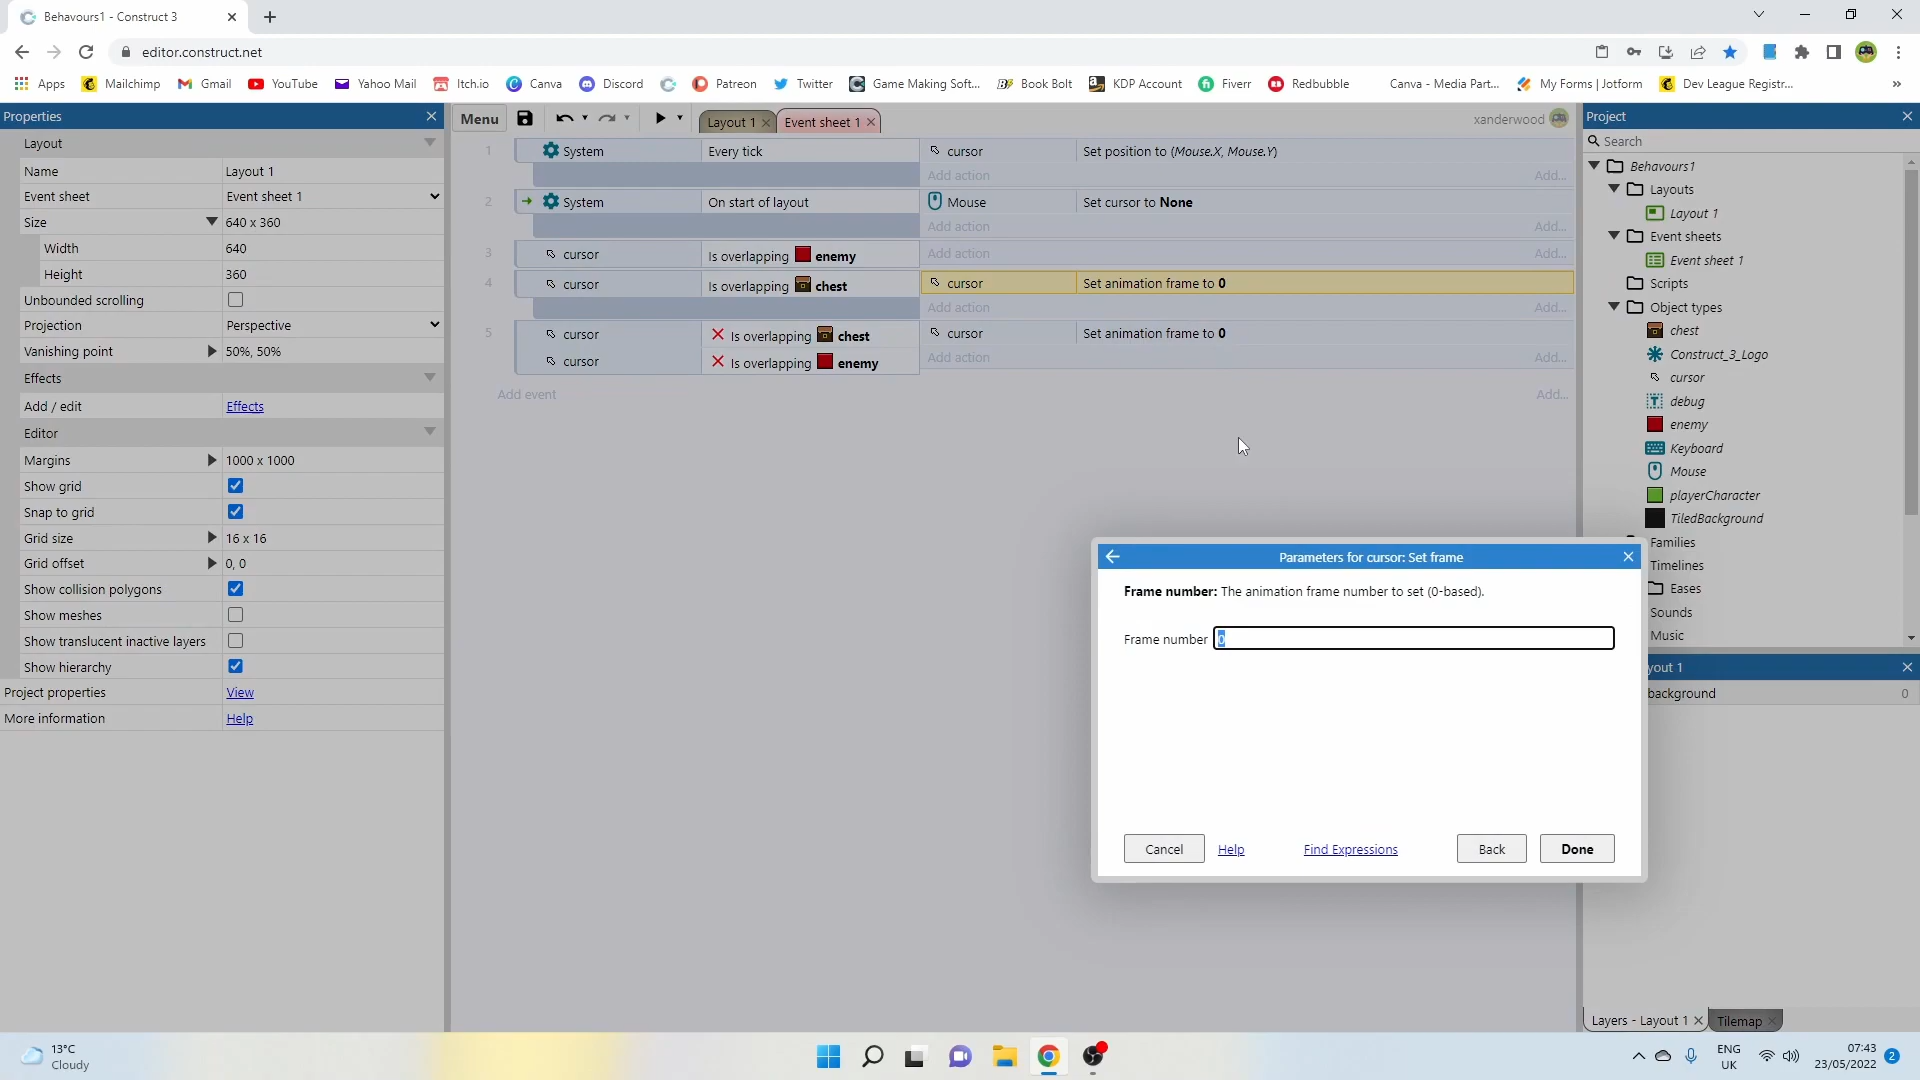 Behavours1 - Construct 3
editor.construct.net
Apps Mailchimp Gmail YouTube Yahoo Mail Itch.io Canva Discord Patreon Twitter Game Making Soft... Book Bolt KDP Account Fiverr Redbubble Canva - Media Part... My Forms | Jotform Dev League Registr... »
Properties
Layout
Name Layout 1
Event sheet Event sheet 1
Size 640 x 360
Width 640
Height 360
Unbounded scrolling
Projection Perspective
Vanishing point 50%, 50%
Effects
Add / edit Effects
Editor
Margins 1000 x 1000
Show grid
Snap to grid
Grid size 16 x 16
Grid offset 0, 0
Show collision polygons
Show meshes
Show translucent inactive layers
Show hierarchy
Project properties View
More information Help
Menu Layout 1 Event sheet 1 xanderwood
1 System Every tick cursor Set position to (Mouse.X, Mouse.Y)
Add action Add...
2 System On start of layout Mouse Set cursor to None
Add action Add...
3 cursor Is overlapping enemy Add action Add...
4 cursor Is overlapping chest cursor Set animation frame to 0
Add action Add...
5 cursor Is overlapping chest cursor Set animation frame to 0
cursor Is overlapping enemy Add action Add...
Add event Add...
Parameters for cursor: Set frame
Frame number: The animation frame number to set (0-based).
Frame number 0
Cancel Help Find Expressions Back Done
Project
Search
Behavours1
Layouts
Layout 1
Event sheets
Event sheet 1
Scripts
Object types
chest
Construct_3_Logo
cursor
debug
enemy
Keyboard
Mouse
playerCharacter
TiledBackground
Families
Timelines
Eases
Sounds
Music
yout 1
background 0
Layers - Layout 1 Tilemap
13°C
Cloudy
ENG
UK
07:43
23/05/2022
2